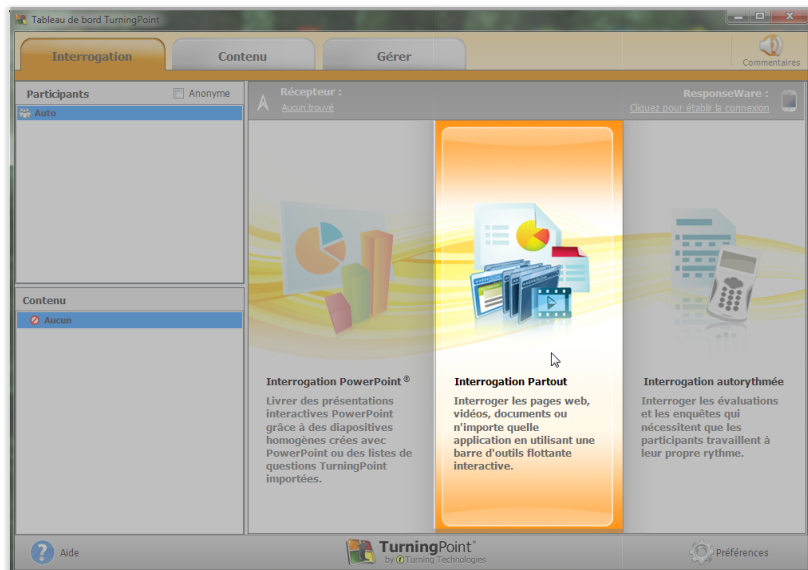 Tableau de bord TurningPoint
Interrogation
Contenu
Gérer
Commentaires
Participants
Anonyme
Récepteur :
Aucun trouvé
ResponseWare :
Cliquez pour établir la connexion
Auto
Contenu
Aucun
Interrogation PowerPoint ®
Livrer des présentations
interactives PowerPoint
grâce à des diapositives
homogènes crées avec
PowerPoint ou des listes de
questions TurningPoint
importées.
Interrogation Partout
Interroger les pages web,
vidéos, documents ou
n'importe quelle
application en utilisant une
barre d'outils flottante
interactive.
Interrogation autorythmée
Interroger les évaluations
et les enquêtes qui
nécessitent que les
participants travaillent à
leur propre rythme.
Aide
TurningPoint
by Turning Technologies
Préférences